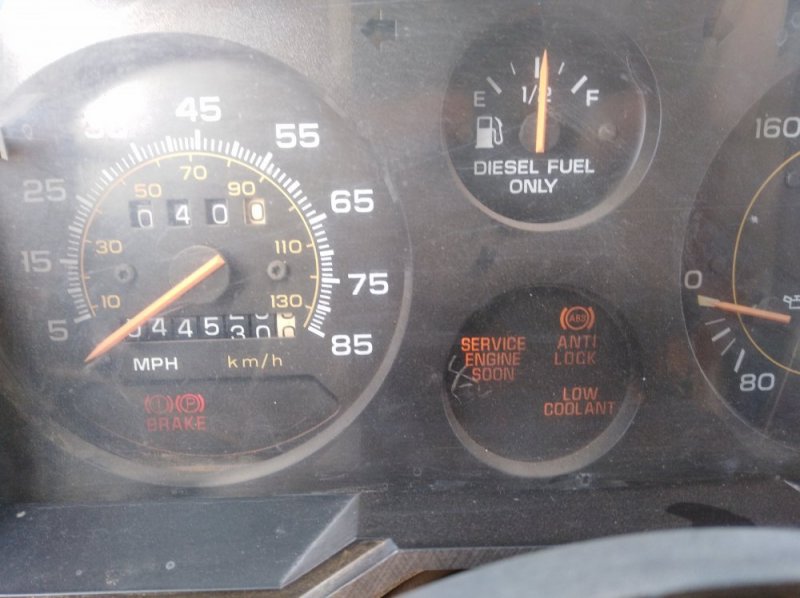 45
55
65
75
85
25
15
5
30
50
70
90
110
130
10
0400
MPH km/h
BRAKE
E 1/2 F
DIESEL FUEL
ONLY
SERVICE
ENGINE
SOON
ABS
ANTI
LOCK
LOW
COOLANT
160
0
80